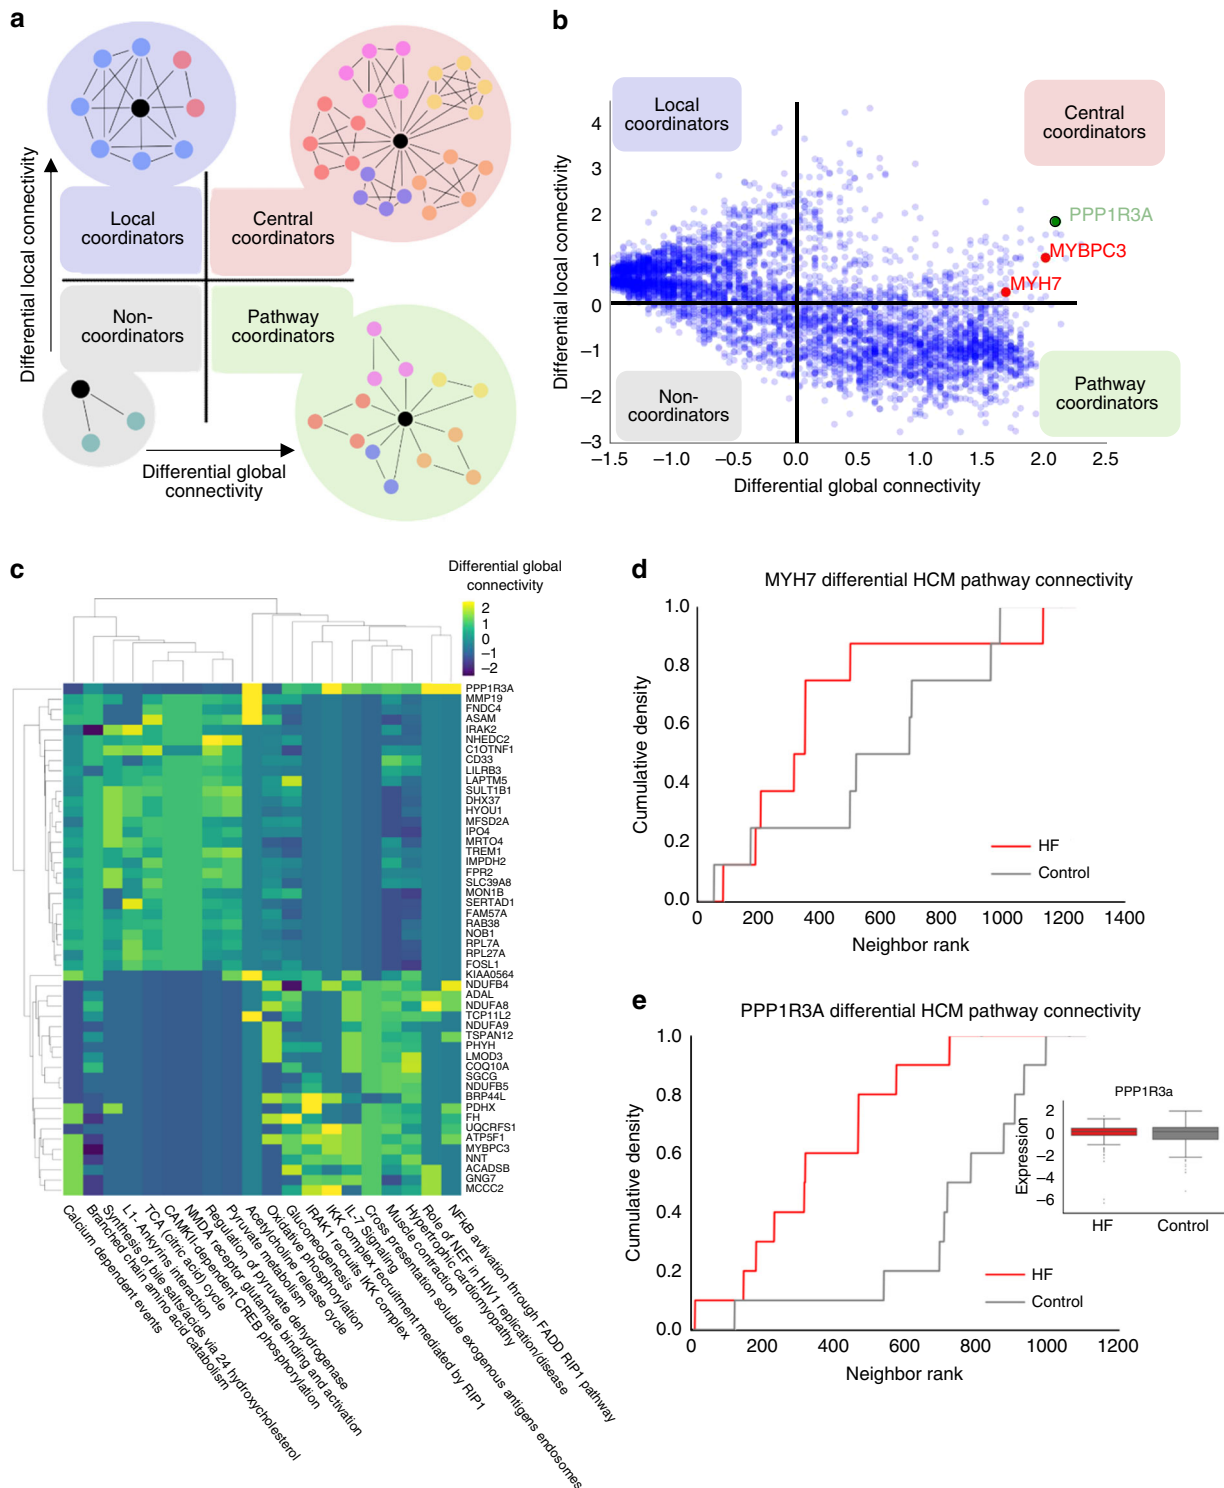 a
Differential local connectivity
Local
coordinators
Central
coordinators
Non-
coordinators
Pathway
coordinators
Differential global
connectivity
b
Differential local connectivity
4
3
2
1
0
−1
−2
−3
Local
coordinators
Central
coordinators
PPP1R3A
MYBPC3
MYH7
Non-
coordinators
Pathway
coordinators
−1.5
−1.0
−0.5
0.0
0.5
1.0
1.5
2.0
2.5
Differential global connectivity
c
Differential global
connectivity
2
1
0
−1
−2
PPP1R3A
MMP19
FNDC4
ASAM
IRAK2
NHEDC2
C1OTNF1
CD33
LILRB3
LAPTM5
SULT1B1
DHX37
HYOU1
MFSD2A
IPO4
MRTO4
TREM1
IMPDH2
FPR2
SLC39A8
MON1B
SERTAD1
FAM57A
RAB38
NOB1
RPL7A
RPL27A
FOSL1
KIAA0564
NDUFB4
ADAL
NDUFA8
TCP11L2
NDUFA9
TSPAN12
PHYH
LMOD3
COQ10A
SGCG
NDUFB5
BRP44L
PDHX
FH
UQCRFS1
ATP5F1
MYBPC3
NNT
ACADSB
GNG7
MCCC2
Calcium dependent events
Branched chain amino acid catabolism
Synthesis of bile salts/acids via 24 hydroxycholesterol
L1- Ankyrins interaction
TCA (citric acid) cycle
CAMKII-dependent CREB phosphorylation
NMDA receptor glutamate binding and activation
Regulation of pyruvate dehydrogenase
Pyruvate metabolism
Acetylcholine release cycle
Oxidative phosphorylation
Gluconeogenesis
IRAK1 recruits IKK complex
IKK complex recruitment mediated by RIP1
IL-7 Signaling
Cross presentation soluble exogenous antigens endosomes
Muscle contraction
Hypertrophic cardiomyopathy
Role of NEF in HIV1 replication/disease
NFkB avtivation through FADD RIP1 pathway
d
MYH7 differential HCM pathway connectivity
Cumulative density
1.0
0.8
0.6
0.4
0.2
0.0
HF
Control
0
200
400
600
800
1000
1200
1400
Neighbor rank
e
PPP1R3A differential HCM pathway connectivity
Cumulative density
1.0
0.8
0.6
0.4
0.2
0.0
PPP1R3a
Expression
2
0
−2
−4
−6
HF
Control
HF
Control
0
200
400
600
800
1000
1200
Neighbor rank